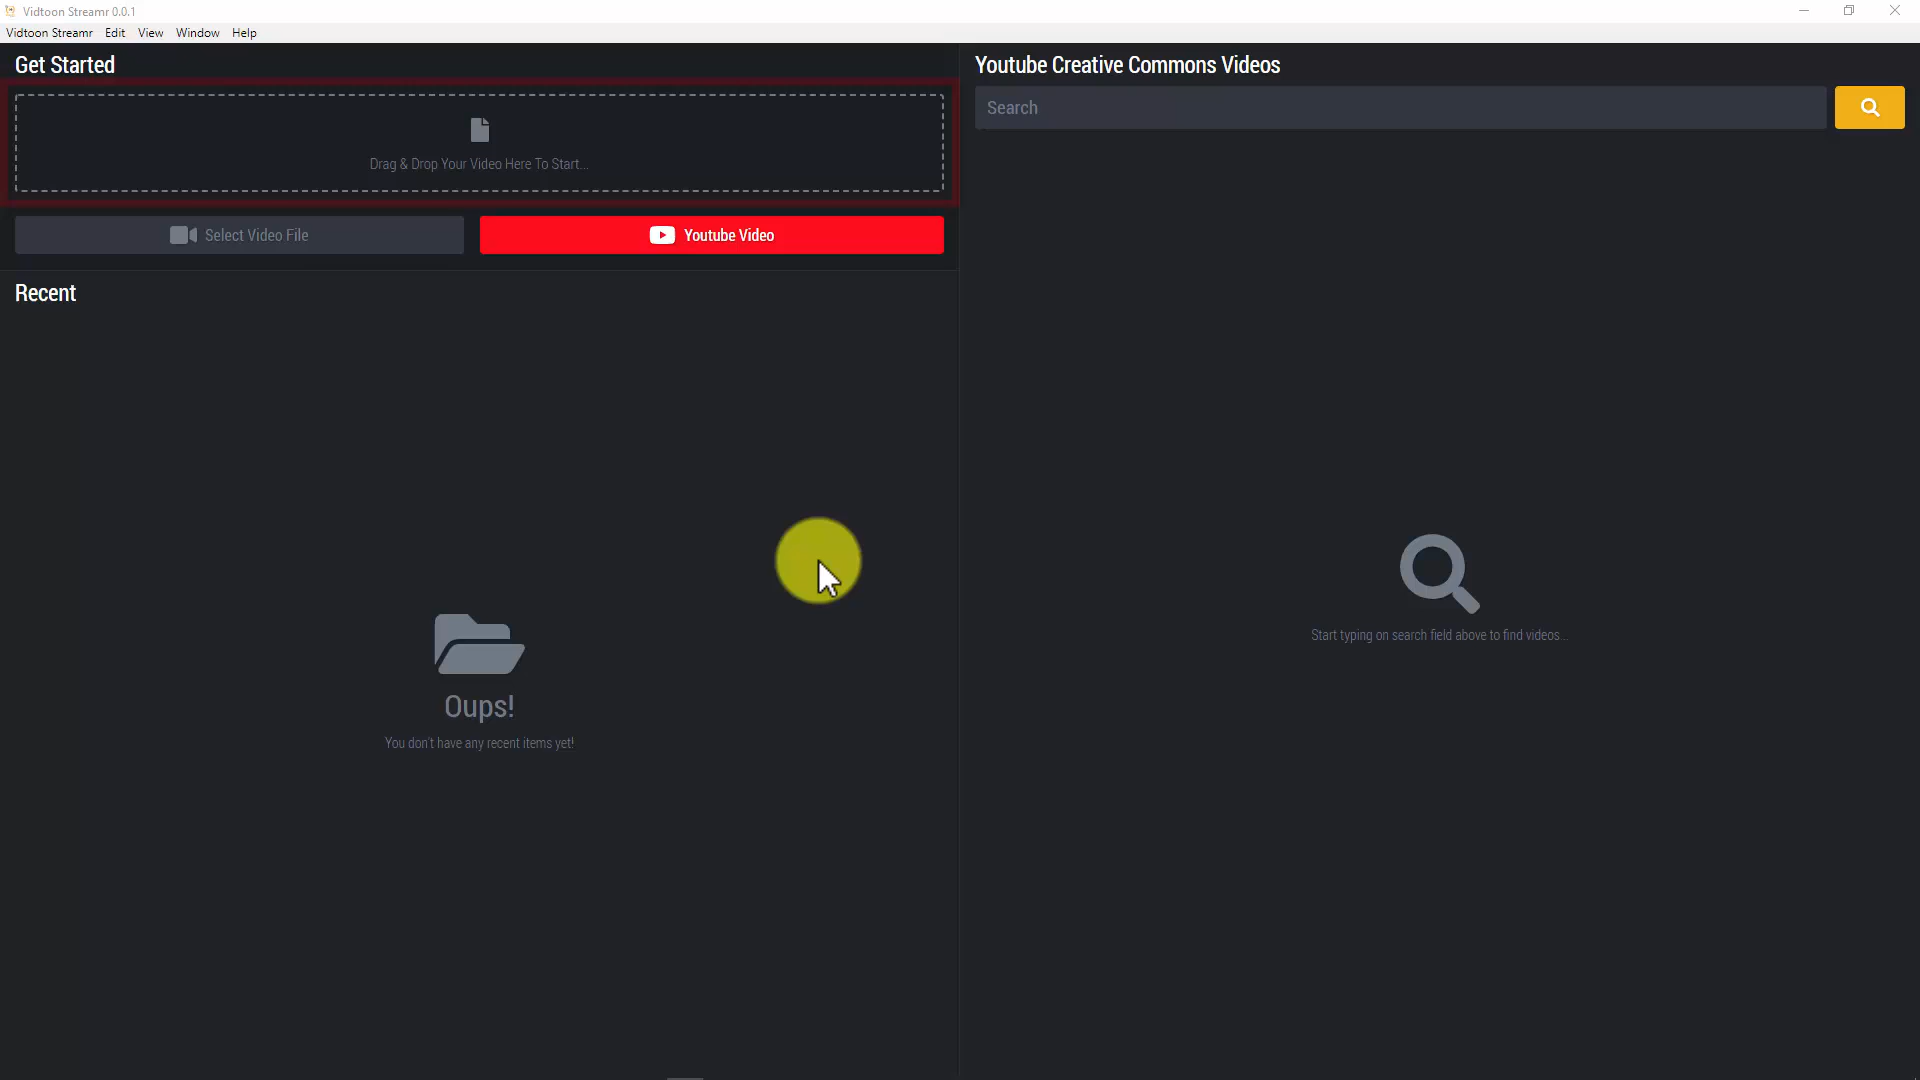 Vidtoon Streamr 0.0.1
Vidtoon Streamr Edit View Window Help
Get Started
Drag & Drop Your Video Here To Start...
Select Video File
Youtube Video
Recent
Oups!
You don't have any recent items yet!
Youtube Creative Commons Videos
Search
Start typing on search field above to find videos...